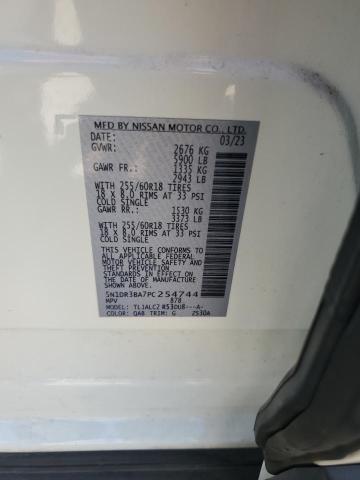 MFD BY NISSAN MOTOR CO., LTD.
DATE: 03/23
GVWR: 2676 KG
5900 LB
GAWR FR.: 1335 KG
2943 LB
WITH 255/60R18 TIRES
18 X 8.0 RIMS AT 33 PSI
COLD SINGLE
GAWR RR.: 1530 KG
3373 LB
WITH 255/60R18 TIRES
18 X 8.0 RIMS AT 33 PSI
COLD SINGLE
THIS VEHICLE CONFORMS TO
ALL APPLICABLE FEDERAL
MOTOR VEHICLE SAFETY
STANDARDS IN EFFECT
ON THE DATE OF MANUFACTURE
SHOWN ABOVE.
5N1DR3BA7PC254744
MPV 878
MODEL: TLJALCZ R53DU8---A-
COLOR: QAB TRIM: G 2530A